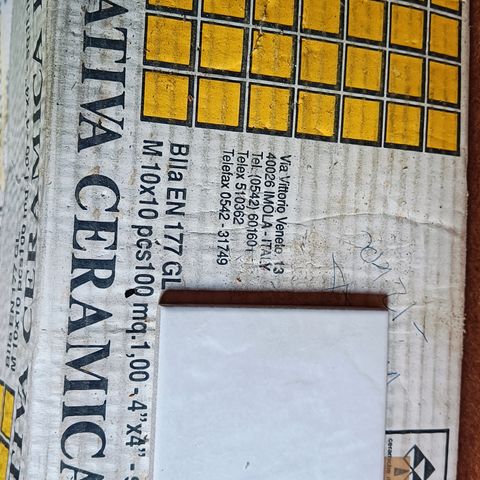 ATIVA CERAMICA
BIIa EN 177 GL
M 10x10 pcs100 mq.1,00 - 4"x4" -
Via Vittorio Veneto, 13
40026 IMOLA - ITALY
Tel. (0542) 601601
Telex 510362
Telefax 0542 - 31749